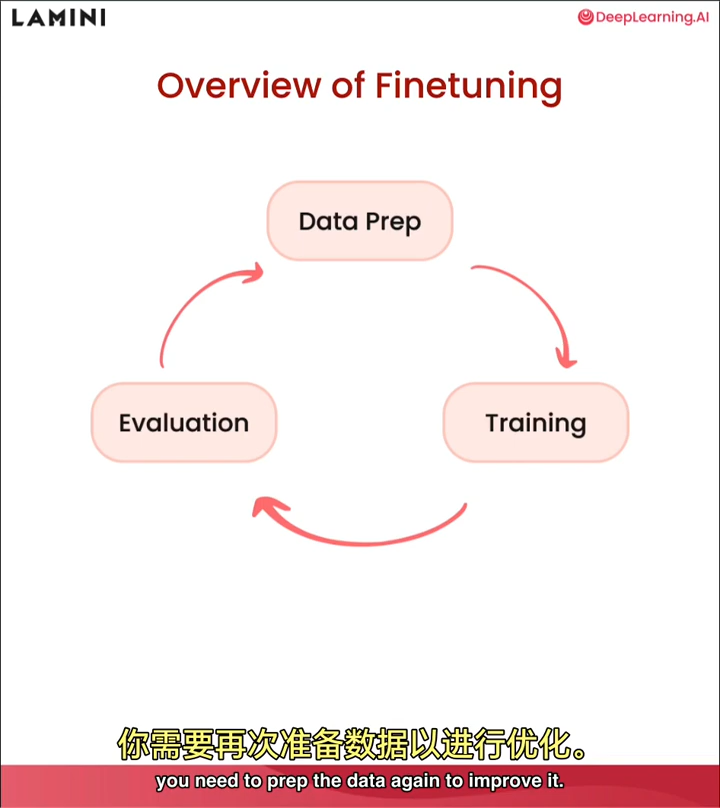 LAMINI
DeepLearning.AI
Overview of Finetuning
Data Prep
Evaluation
Training
你需要再次准备数据以进行优化。
you need to prep the data again to improve it.